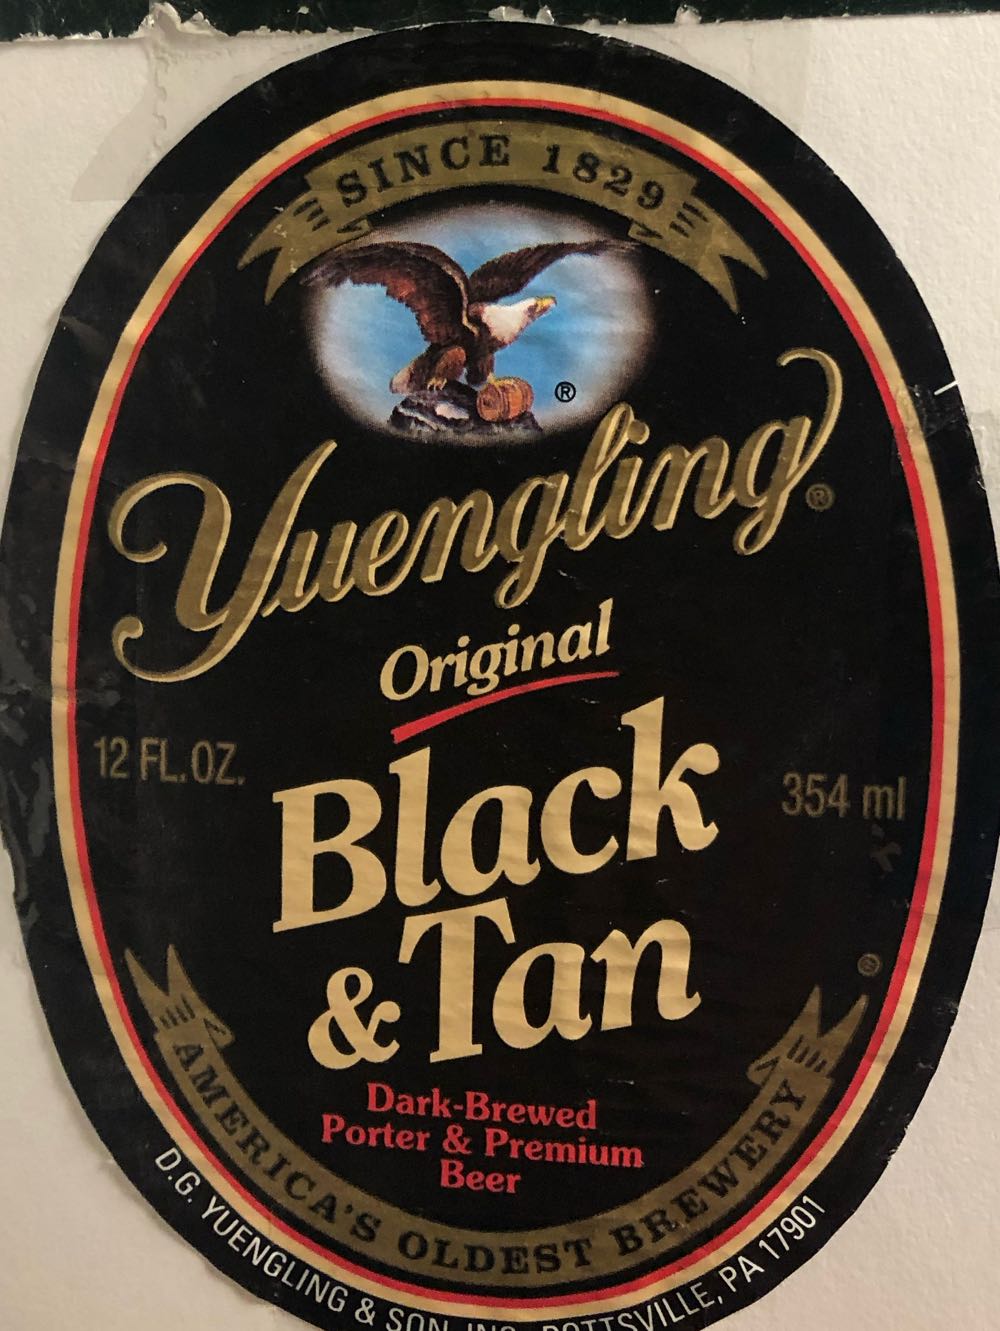 SINCE 1829
®
Yuengling®
Original
12 FL.OZ.
354 ml
Black
& Tan
®
Dark-Brewed
Porter & Premium
Beer
AMERICA'S OLDEST BREWERY
D.G. YUENGLING & SON, INC. POTTSVILLE, PA 17901